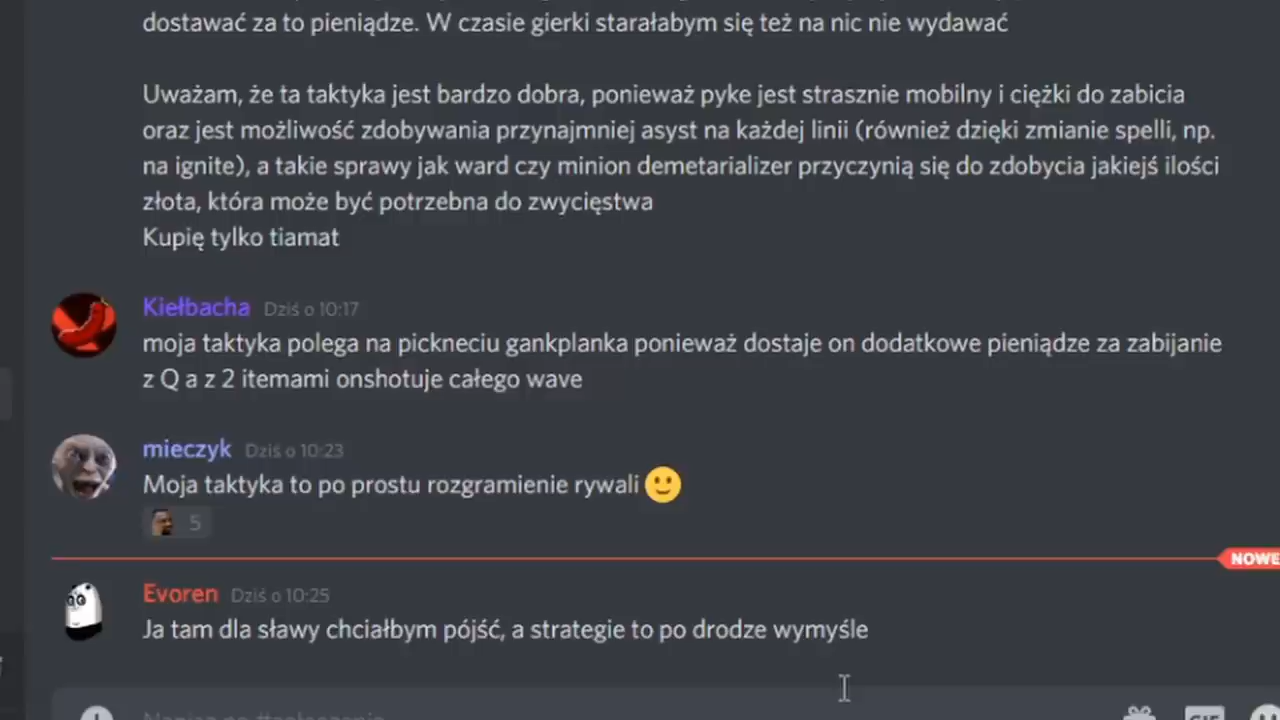 dostawać za to pieniądze. W czasie gierki starałabym się też na nic nie wydawać
Uważam, że ta taktyka jest bardzo dobra, ponieważ pyke jest strasznie mobilny i ciężki do zabicia
oraz jest możliwość zdobywania przynajmniej asyst na każdej linii (również dzięki zmianie spelli, np.
na ignite), a takie sprawy jak ward czy minion demetarializer przyczynią się do zdobycia jakiejś ilości
złota, która może być potrzebna do zwycięstwa
Kupię tylko tiamat
Kiełbacha Dziś o 10:17
moja taktyka polega na pickneciu gankplanka ponieważ dostaje on dodatkowe pieniądze za zabijanie
z Q a z 2 itemami onshotuje całego wave
mieczyk Dziś o 10:23
Moja taktyka to po prostu rozgramienie rywali
5
NOWE
Evoren Dziś o 10:25
Ja tam dla sławy chciałbym pójść, a strategie to po drodze wymyśle
GIF